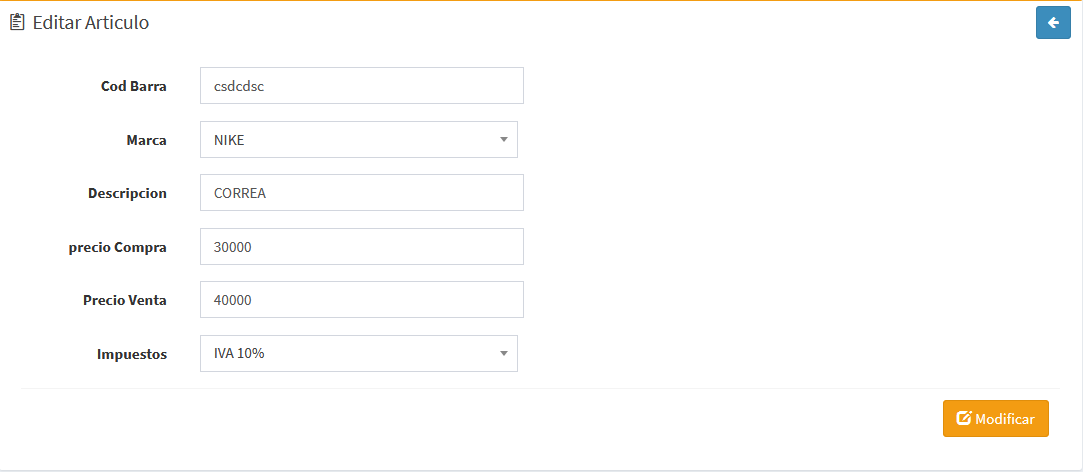 Editar Articulo
Cod Barra csdcdsc
Marca NIKE
Descripcion CORREA
precio Compra 30000
Precio Venta 40000
Impuestos IVA 10%
Modificar